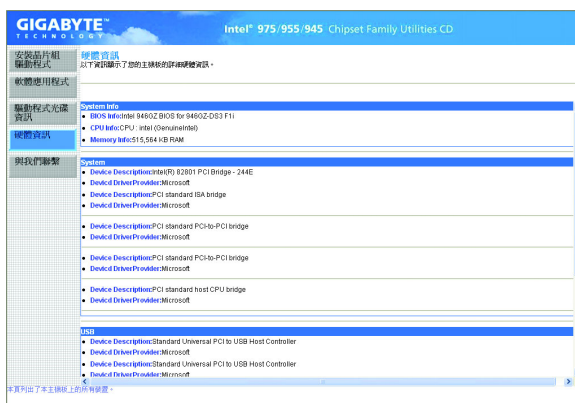 GIGABYTE™
TECHNOLOGY
Intel® 975/955/945 Chipset Family Utilities CD
安裝晶片組
驅動程式
軟體應用程式
驅動程式光碟
資訊
硬體資訊
與我們聯繫
硬體資訊
以下資訊顯示了您的主機板的詳細硬體資訊。
System Info
• BIOS Info:Intel 946GZ BIOS for 946GZ-DS3 F1i
• CPU Info:CPU : intel (GenuineIntel)
• Memory Info:515,564 KB RAM
System
• Device Description:Intel(R) 82801 PCI Bridge - 244E
• Devicd DriverProvider:Microsoft
• Device Description:PCI standard ISA bridge
• Devicd DriverProvider:Microsoft
• Device Description:PCI standard PCI-to-PCI bridge
• Devicd DriverProvider:Microsoft
• Device Description:PCI standard PCI-to-PCI bridge
• Devicd DriverProvider:Microsoft
• Device Description:PCI standard host CPU bridge
• Devicd DriverProvider:Microsoft
USB
• Device Description:Standard Universal PCI to USB Host Controller
• Devicd DriverProvider:Microsoft
• Device Description:Standard Universal PCI to USB Host Controller
• Devicd DriverProvider:Microsoft
本頁列出了本主機板上的所有裝置。